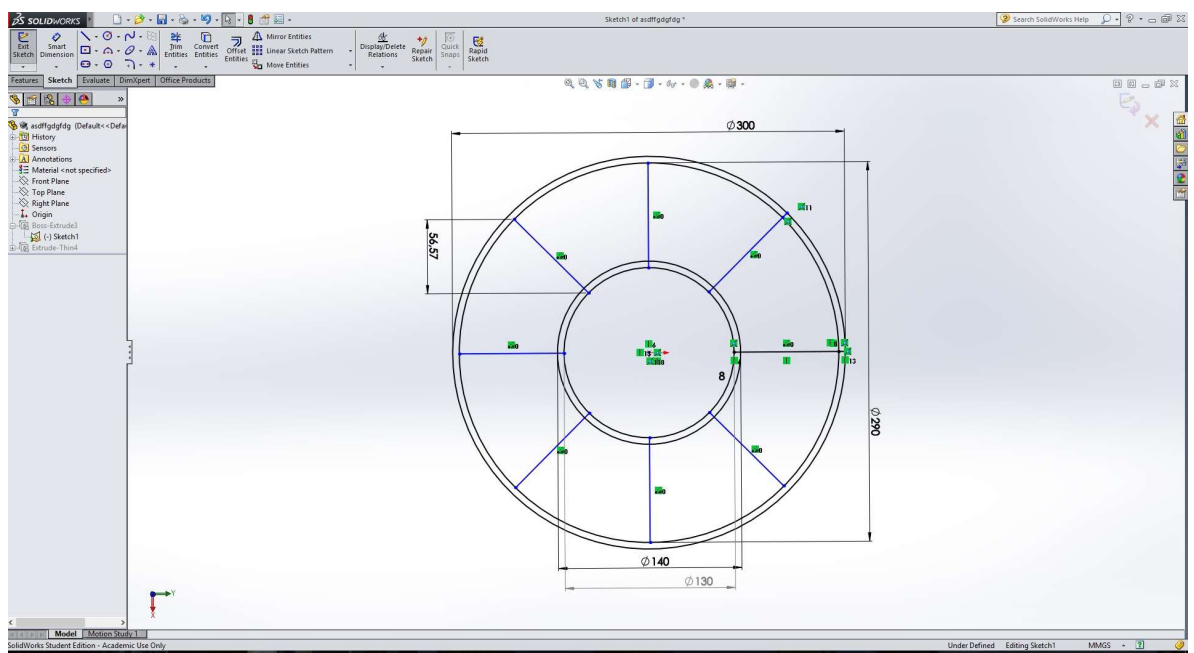 SOLIDWORKS
Sketch1 of asdffgdgfdg *
Search SolidWorks Help
Exit Sketch
Smart Dimension
Trim Entities
Convert Entities
Offset Entities
Mirror Entities
Linear Sketch Pattern
Move Entities
Display/Delete Relations
Repair Sketch
Quick Snaps
Rapid Sketch
Features Sketch Evaluate DimXpert Office Products
asdffgdgfdg (Default<<Defau
History
Sensors
Annotations
Material <not specified>
Front Plane
Top Plane
Right Plane
Origin
Boss-Extrude3
(-) Sketch1
Extrude-Thin4
Ø300
11
56,57
8
13
Ø290
Ø140
Ø130
Y
X
Model Motion Study 1
SolidWorks Student Edition - Academic Use Only
Under Defined Editing Sketch1 MMGS